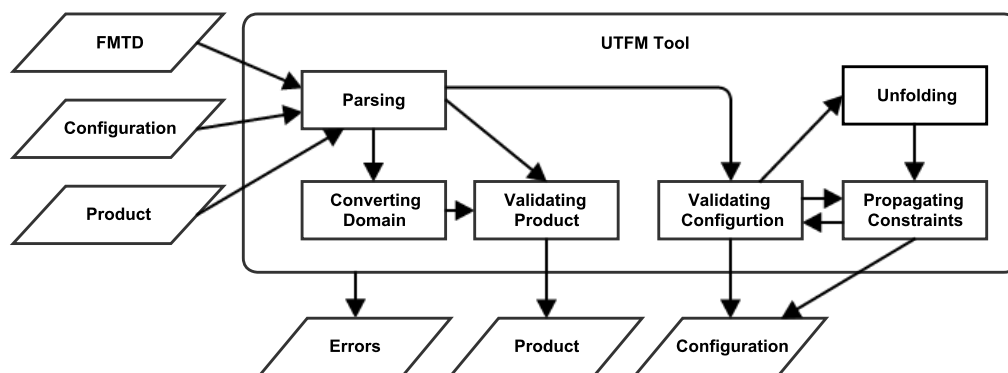 FMTD
UTFM Tool
Parsing
Unfolding
Configuration
Converting
Domain
Validating
Product
Validating
Configurtion
Propagating
Constraints
Product
Errors
Product
Configuration